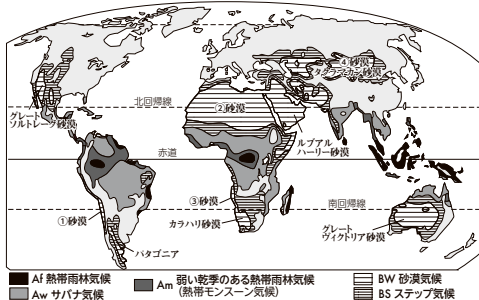 ④砂漠
タクラマカン砂漠
北回帰線
②砂漠
グレート
ソルトレーク砂漠
ルブアル
ハーリー砂漠
赤道
③砂漠
南回帰線
①砂漠
カラハリ砂漠
グレート
ヴィクトリア砂漠
パタゴニア
Af 熱帯雨林気候
Aw サバナ気候
Am 弱い乾季のある熱帯雨林気候
(熱帯モンスーン気候)
BW 砂漠気候
BS ステップ気候